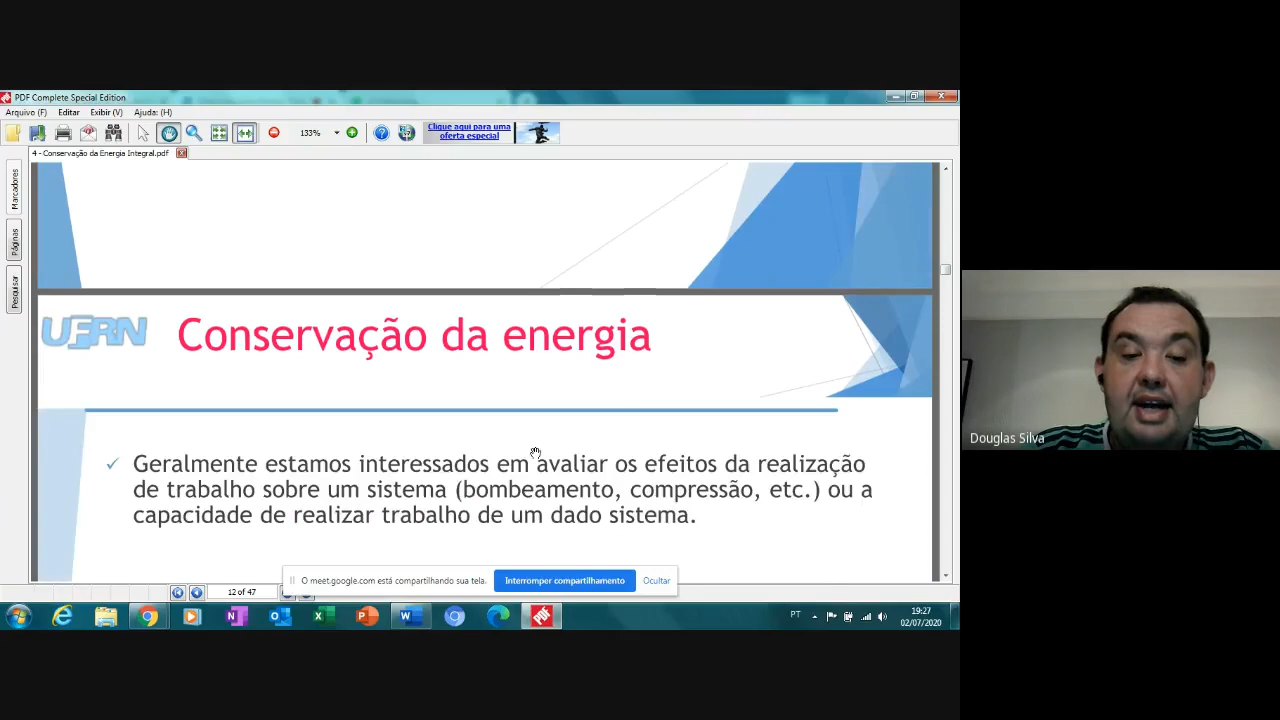 PDF Complete Special Edition
Arquivo (F) Editar Exibir (V) Ajuda: (H)
133%
Clique aqui para uma
oferta especial
4 - Conservação da Energia Integral.pdf
Marcadores
Páginas
Pesquisar
UFRN
Conservação da energia
✓ Geralmente estamos interessados em avaliar os efeitos da realização
de trabalho sobre um sistema (bombeamento, compressão, etc.) ou a
capacidade de realizar trabalho de um dado sistema.
Douglas Silva
O meet.google.com está compartilhando sua tela. Interromper compartilhamento Ocultar
12 of 47
PT
19:27
02/07/2020